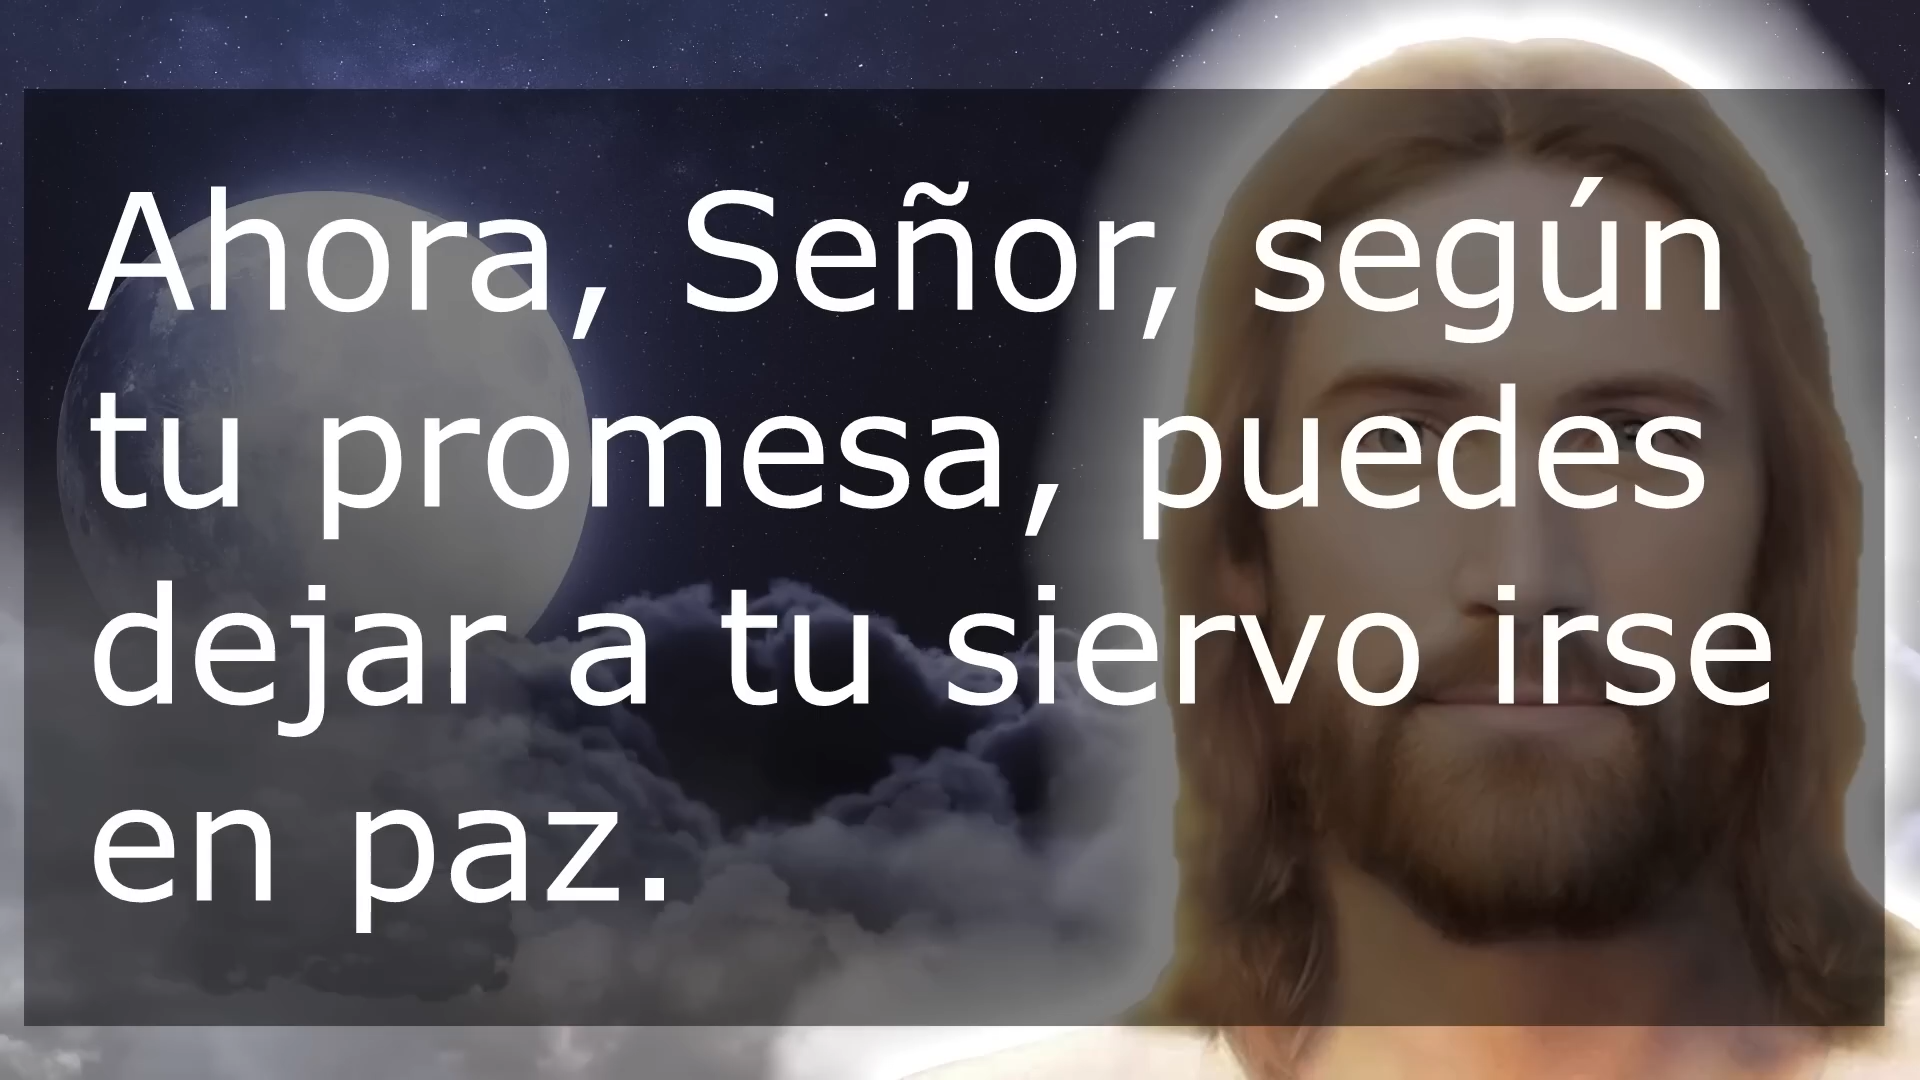 Ahora, Señor, según
tu promesa, puedes
dejar a tu siervo irse
en paz.